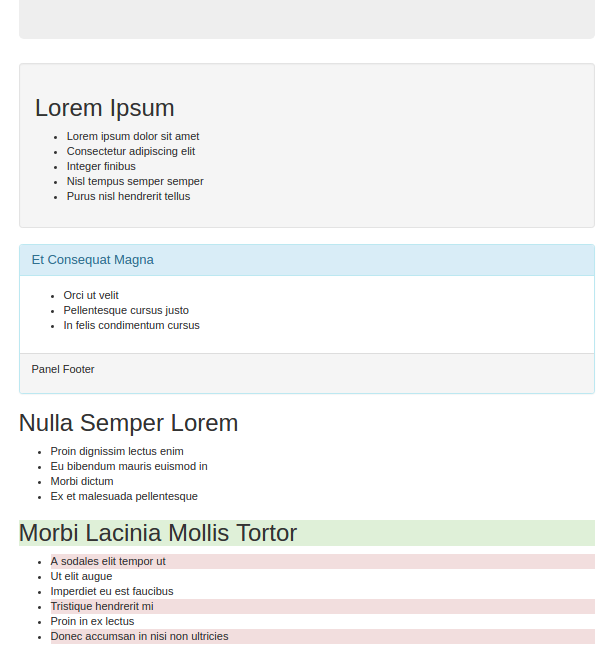 Lorem Ipsum
Lorem ipsum dolor sit amet
Consectetur adipiscing elit
Integer finibus
Nisl tempus semper semper
Purus nisl hendrerit tellus
Et Consequat Magna
Orci ut velit
Pellentesque cursus justo
In felis condimentum cursus
Panel Footer
Nulla Semper Lorem
Proin dignissim lectus enim
Eu bibendum mauris euismod in
Morbi dictum
Ex et malesuada pellentesque
Morbi Lacinia Mollis Tortor
A sodales elit tempor ut
Ut elit augue
Imperdiet eu est faucibus
Tristique hendrerit mi
Proin in ex lectus
Donec accumsan in nisi non ultricies